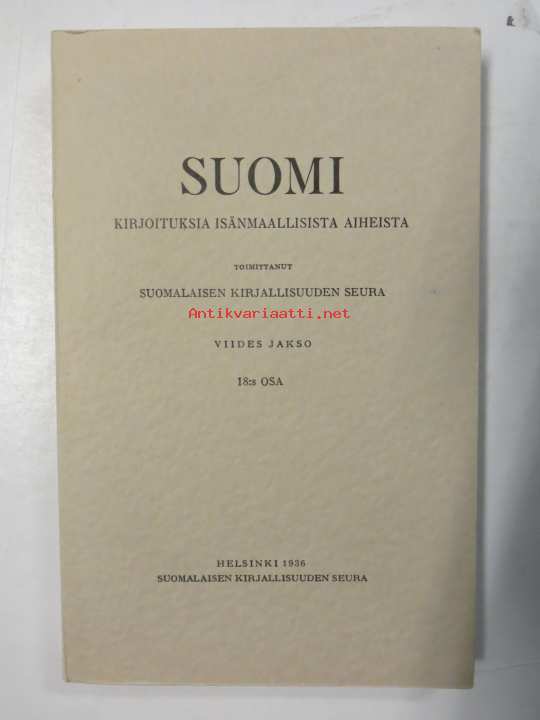 SUOMI
KIRJOITUKSIA ISÄNMAALLISISTA AIHEISTA
TOIMITTANUT
SUOMALAISEN KIRJALLISUUDEN SEURA
Antikvariaatti.net
VIIDES JAKSO
18:s OSA
HELSINKI 1936
SUOMALAISEN KIRJALLISUUDEN SEURA